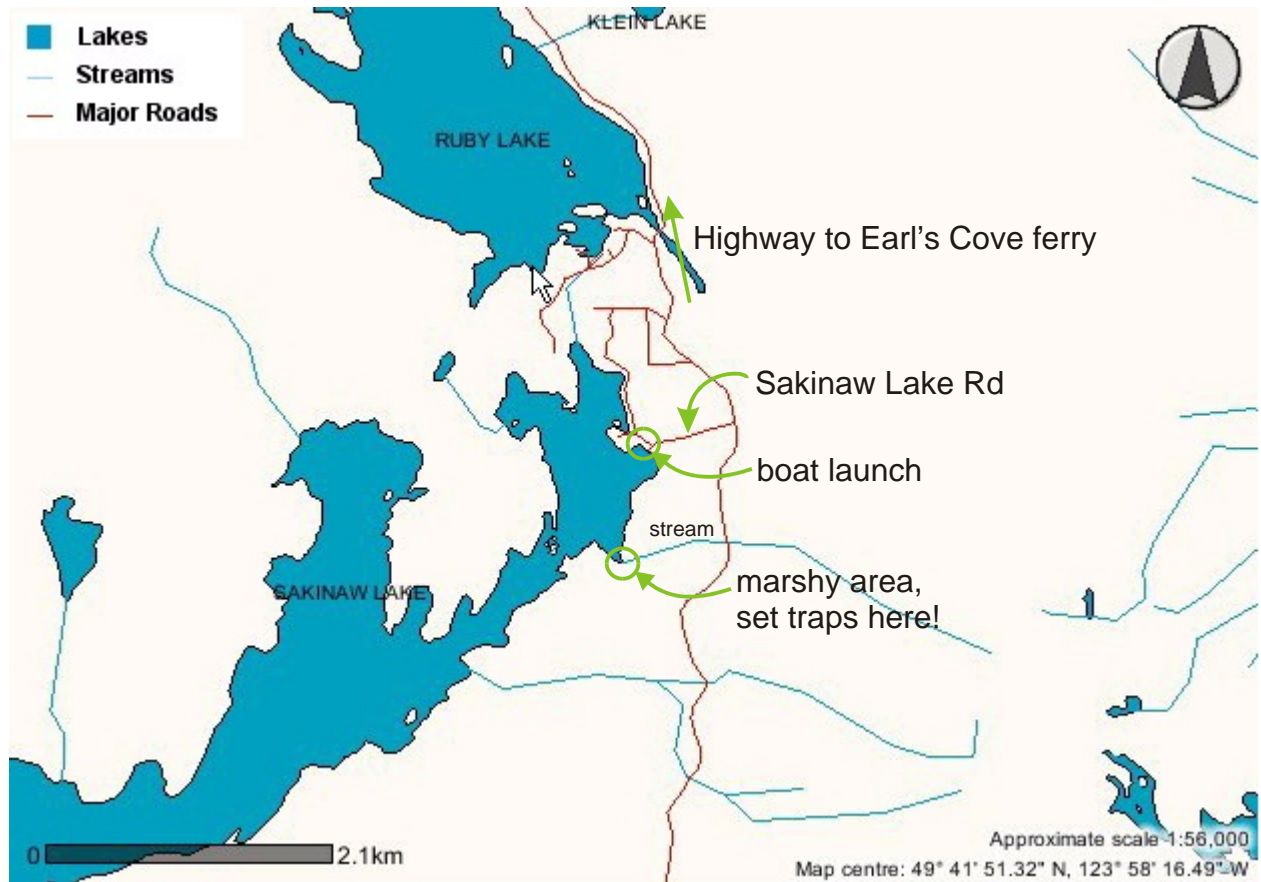 KLEIN LAKE
Lakes
Streams
Major Roads
RUBY LAKE
Highway to Earl's Cove ferry
Sakinaw Lake Rd
boat launch
stream
marshy area,
set traps here!
SAKINAW LAKE
0 2.1km
Approximate scale 1:56,000
Map centre: 49° 41' 51.32" N, 123° 58' 16.49" W